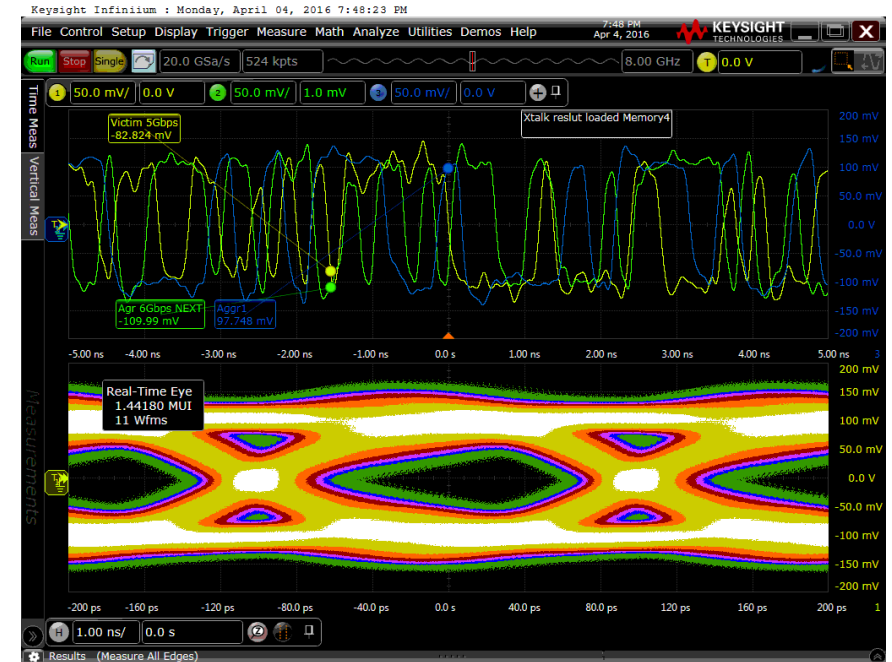 Keysight Infiniium : Monday, April 04, 2016 7:48:23 PM
File Control Setup Display Trigger Measure Math Analyze Utilities Demos Help
7:48 PM
Apr 4, 2016
KEYSIGHT
TECHNOLOGIES
Run Stop Single 20.0 GSa/s 524 kpts 8.00 GHz T 0.0 V
1 50.0 mV/ 0.0 V 2 50.0 mV/ 1.0 mV 3 50.0 mV/ 0.0 V
Time Meas
Vertical Meas
Measurements
Victim 5Gbps
-82.824 mV
Xtalk reslut loaded Memory4
200 mV
150 mV
100 mV
50.0 mV
0.0 V
-50.0 mV
-100 mV
-150 mV
-200 mV
T
Agr 6Gbps_NEXT
-109.99 mV
Aggr1
97.748 mV
-5.00 ns -4.00 ns -3.00 ns -2.00 ns -1.00 ns 0.0 s 1.00 ns 2.00 ns 3.00 ns 4.00 ns 5.00 ns 3
Real-Time Eye
1.44180 MUI
11 Wfms
200 mV
150 mV
100 mV
50.0 mV
0.0 V
-50.0 mV
-100 mV
-150 mV
-200 mV
T
-200 ps -160 ps -120 ps -80.0 ps -40.0 ps 0.0 s 40.0 ps 80.0 ps 120 ps 160 ps 200 ps 1
H 1.00 ns/ 0.0 s
Results (Measure All Edges)